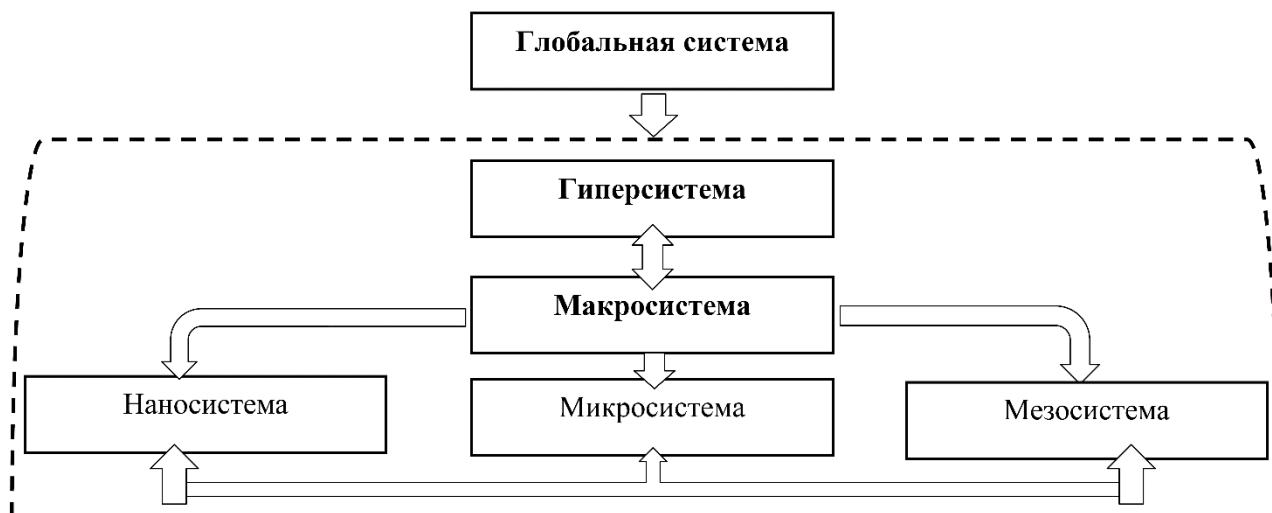 Глобальная система
Гиперсистема
Макросистема
Наносистема
Микросистема
Мезосистема